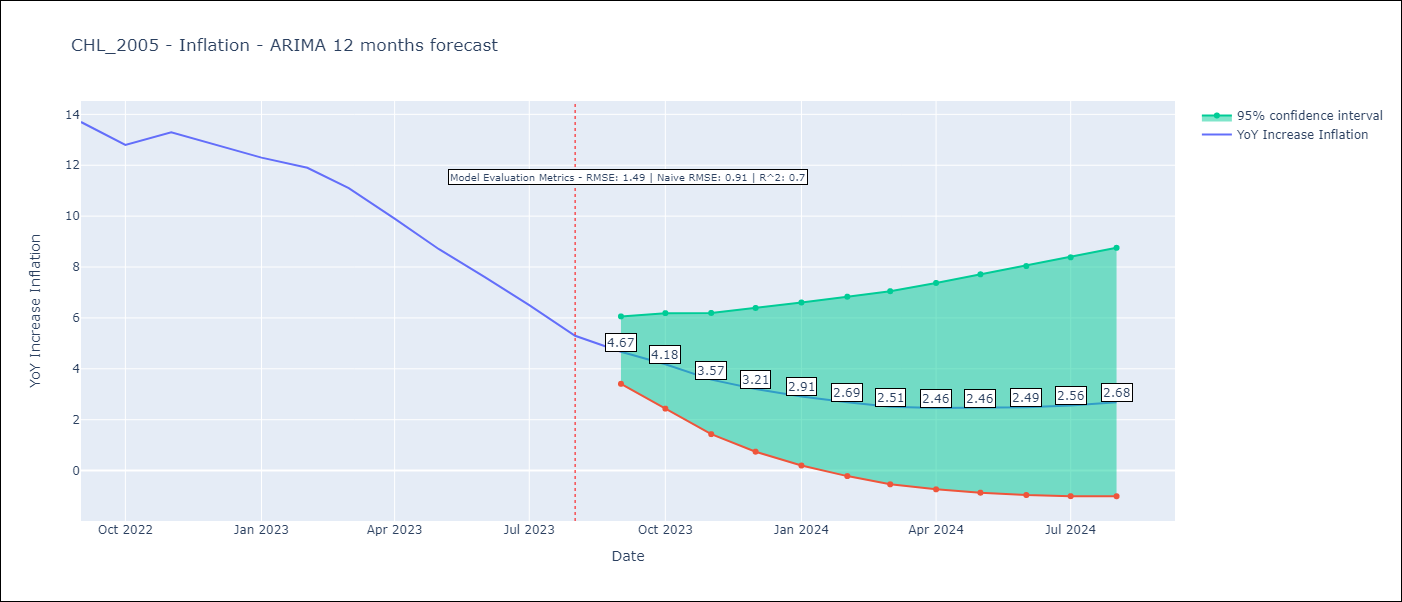 CHL_2005 - Inflation - ARIMA 12 months forecast
95% confidence interval
YoY Increase Inflation
14
12
10
8
6
4
2
0
YoY Increase Inflation
Model Evaluation Metrics - RMSE: 1.49 | Naive RMSE: 0.91 | R^2: 0.7
4.67
4.18
3.57
3.21
2.91
2.69
2.51
2.46
2.46
2.49
2.56
2.68
Oct 2022
Jan 2023
Apr 2023
Jul 2023
Oct 2023
Jan 2024
Apr 2024
Jul 2024
Date